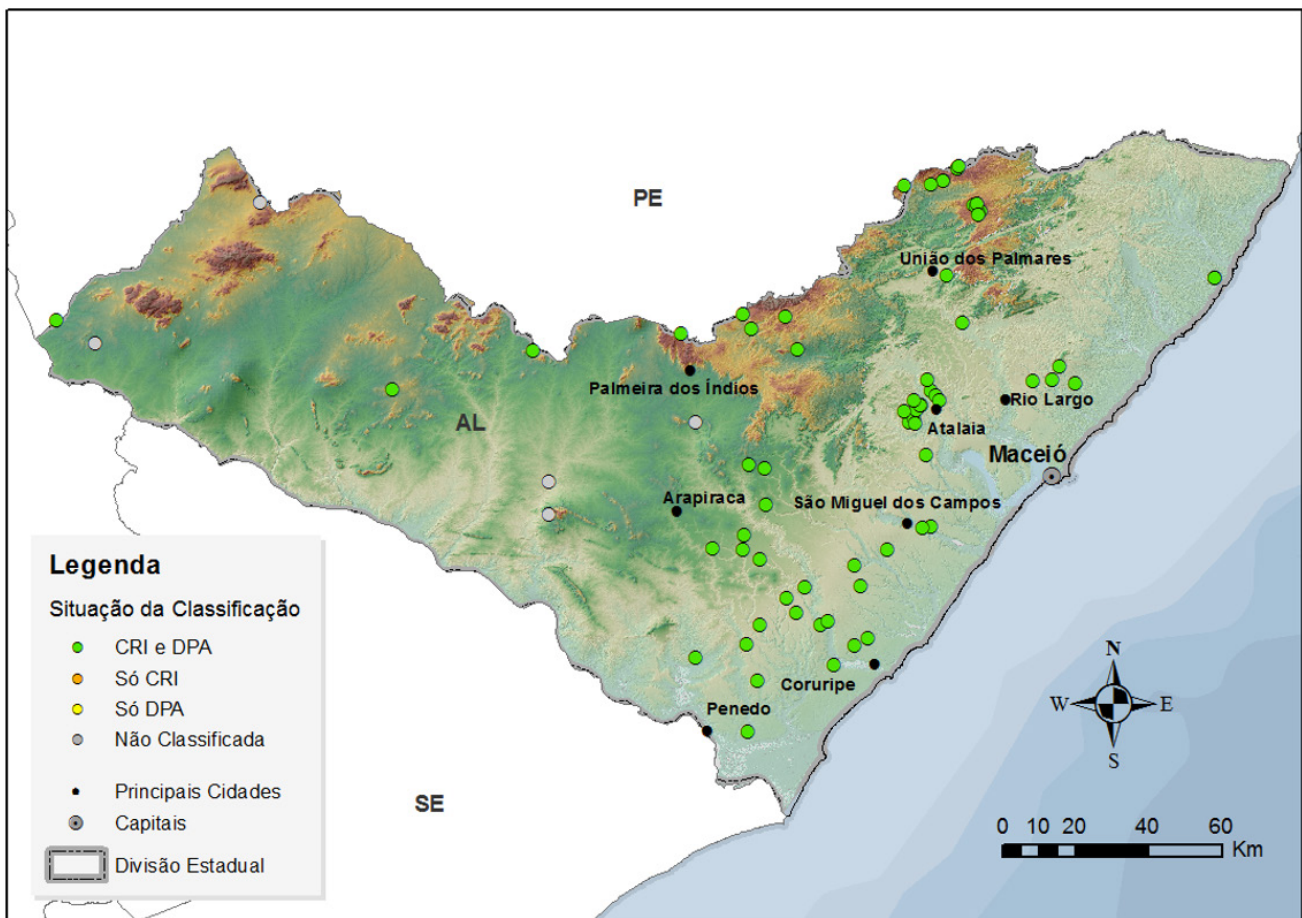 PE
União dos Palmares
Palmeira dos Índios
Rio Largo
AL
Atalaia
Maceió
Arapiraca
São Miguel dos Campos
Coruripe
Penedo
SE
Legenda
Situação da Classificação
CRI e DPA
Só CRI
Só DPA
Não Classificada
Principais Cidades
Capitais
Divisão Estadual
N
W
E
S
0 10 20 40 60
Km